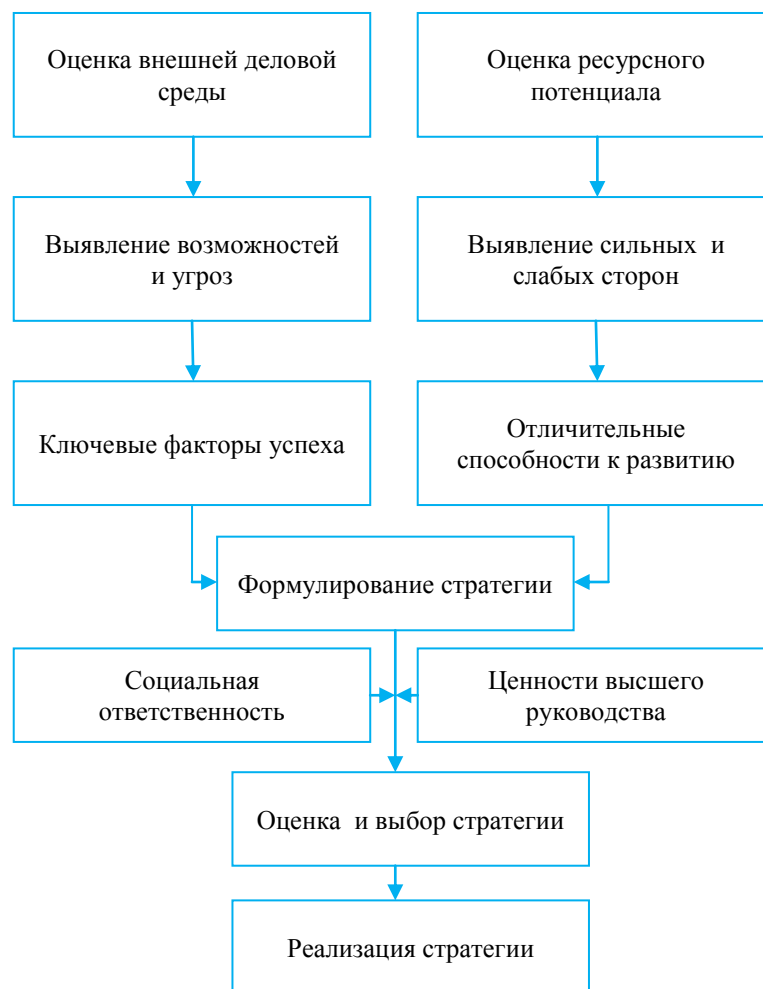 Оценка внешней деловой
среды
Оценка ресурсного
потенциала
Выявление возможностей
и угроз
Выявление сильных  и
слабых сторон
Ключевые факторы успеха
Отличительные
способности к развитию
Формулирование стратегии
Социальная
ответственность
Ценности высшего
руководства
Оценка  и выбор стратегии
Реализация стратегии